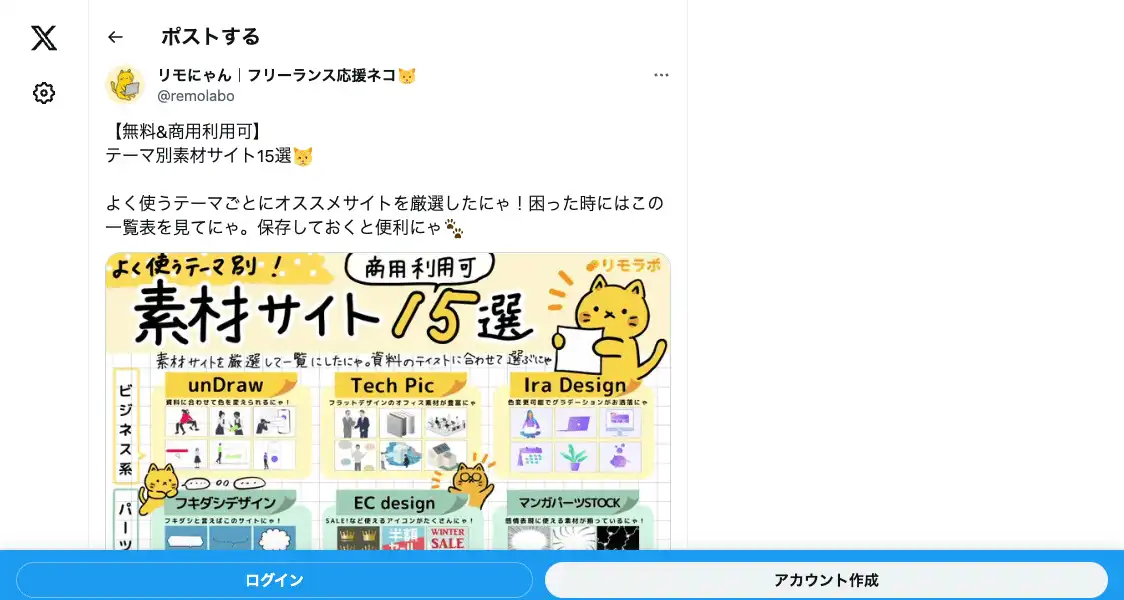 ポストする
リモにゃん｜フリーランス応援ネコ
@remolabo
【無料&商用利用可】
テーマ別素材サイト15選
よく使うテーマごとにオススメサイトを厳選したにゃ！困った時にはこの
一覧表を見てにゃ。保存しておくと便利にゃ
よく使うテーマ別！
商用利用可
リモラボ
素材サイト15選
素材サイトを厳選して一覧にしたにゃ。資料のテイストに合わせて選ぶにゃ
ビジネス系
unDraw
Tech Pic
Ira Design
資料に合わせて色を変えられるにゃ！
フラットデザインのオフィス素材が豊富にゃ
色変更可能でグラデーションがお洒落にゃ
パーツ
フキダシデザイン
EC design
マンガパーツSTOCK
フキダシと言えばこのサイトにゃ！
SALE!など使えるアイコンがたくさんにゃ！
感情表現に使える素材が揃っているにゃ！
半額
WINTER
SALE
ログイン
アカウント作成